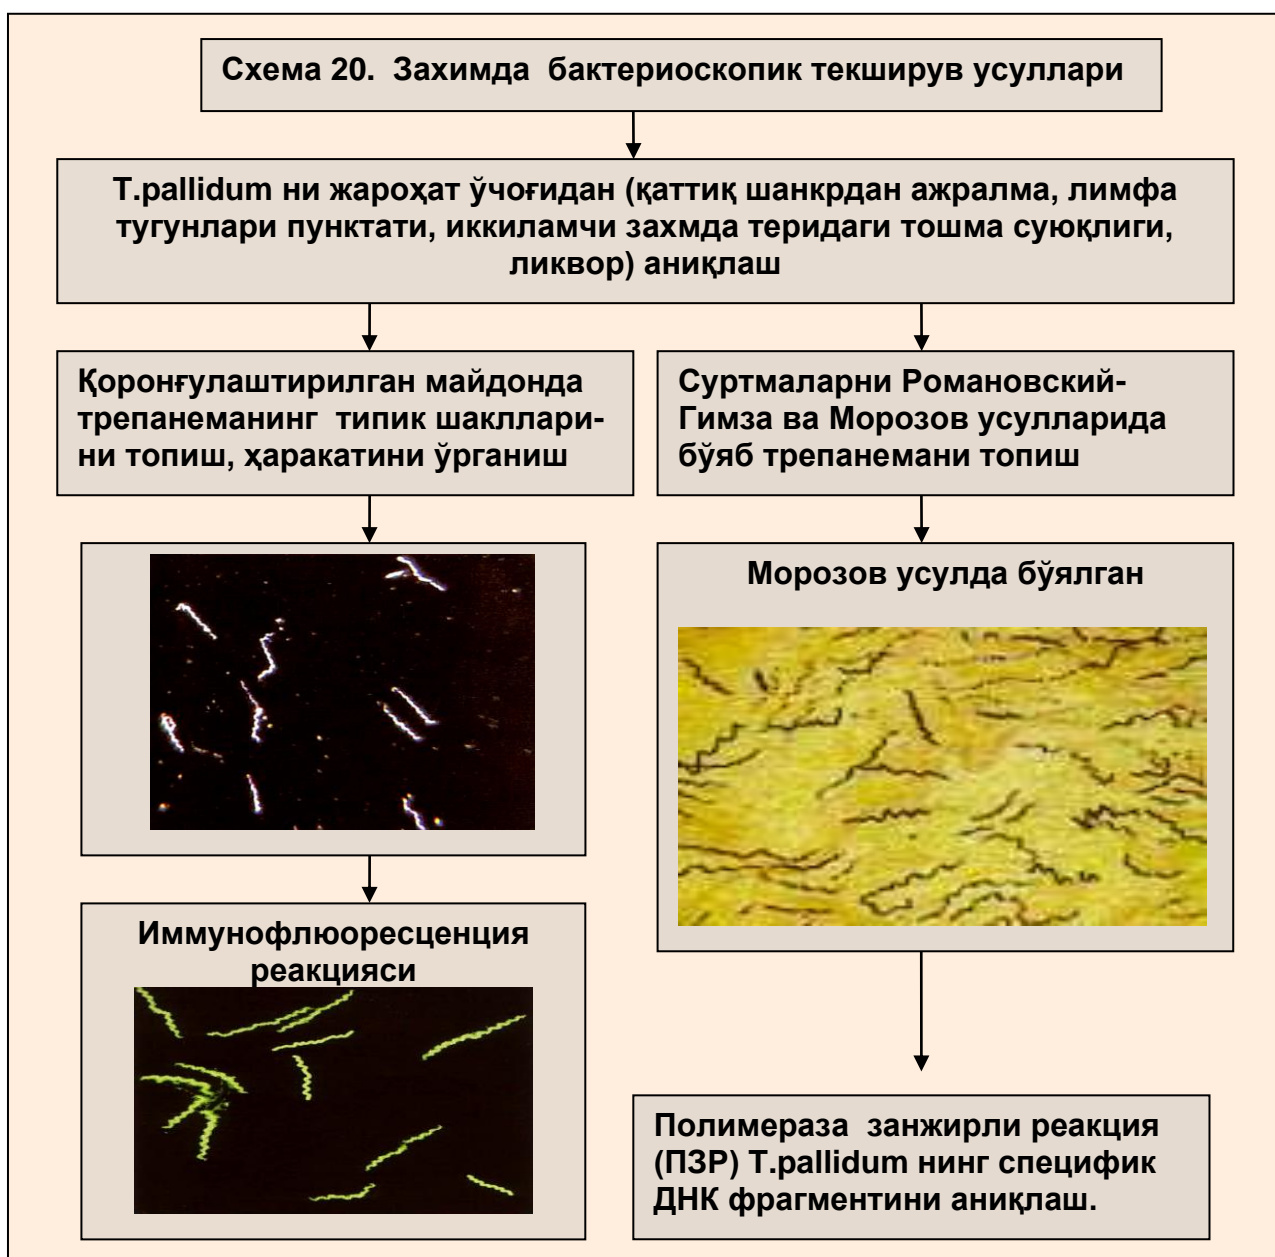 Схема 20. Захимда бактериоскопик текширув усуллари
T.pallidum ни жароҳат ўчоғидан (қаттиқ шанкрдан ажралма, лимфа
тугунлари пунктати, иккиламчи захмда теридаги тошма суюқлиги,
ликвор) аниқлаш
Қоронғулаштирилган майдонда
трепанеманинг типик шакллари-
ни топиш, ҳаракатини ўрганиш
Суртмаларни Романовский-
Гимза ва Морозов усулларида
бўяб трепанемани топиш
Морозов усулда бўялган
Иммунофлюоресценция
реакцияси
Полимераза занжирли реакция
(ПЗР) T.pallidum нинг специфик
ДНК фрагментини аниқлаш.